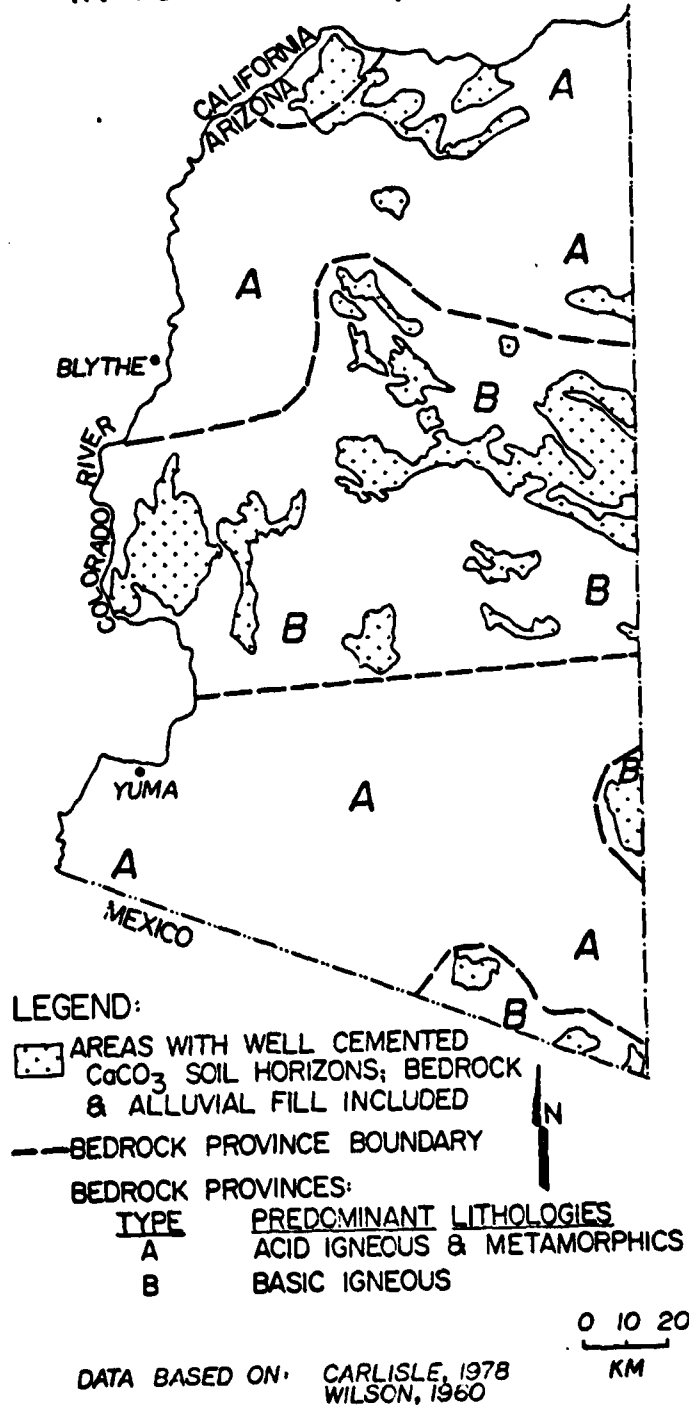 CALIFORNIA
ARIZONA
A
A
A
BLYTHE
B
COLORADO RIVER
B
B
B
YUMA
A
A
MEXICO
A
B
LEGEND:
AREAS WITH WELL CEMENTED
CaCO3 SOIL HORIZONS; BEDROCK
& ALLUVIAL FILL INCLUDED
N
BEDROCK PROVINCE BOUNDARY
BEDROCK PROVINCES:
TYPE PREDOMINANT LITHOLOGIES
A ACID IGNEOUS & METAMORPHICS
B BASIC IGNEOUS
0 10 20
KM
DATA BASED ON: CARLISLE, 1978
WILSON, 1960